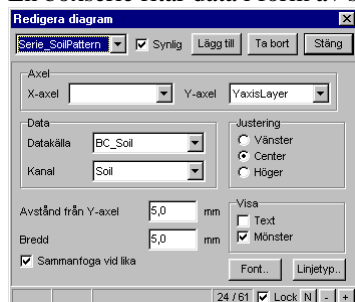 Redigera diagram
Serie_SoilPattern Synlig Lägg till Ta bort Stäng
Axel
X-axel Y-axel YaxisLayer
Data
Datakälla BC_Soil
Kanal Soil
Justering
Vänster
Center
Höger
Avstånd från Y-axel 5,0 mm
Bredd 5,0 mm
Sammanfoga vid lika
Visa
Text
Mönster
Font.. Linjetyp..
24 / 61 Lock N - +